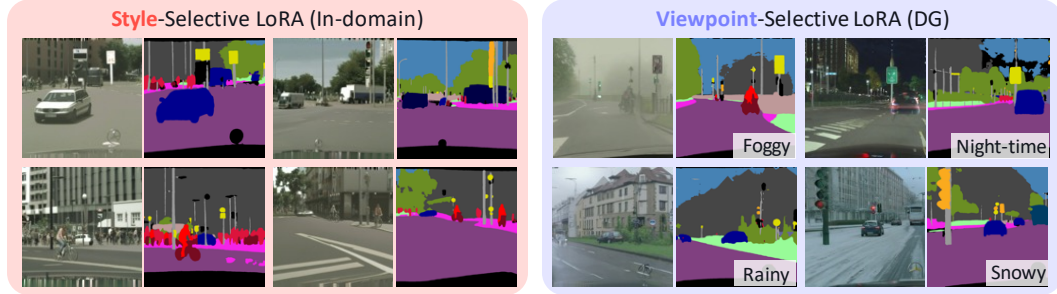 Style-Selective LoRA (In-domain)
Viewpoint-Selective LoRA (DG)
Foggy
Night-time
Rainy
Snowy